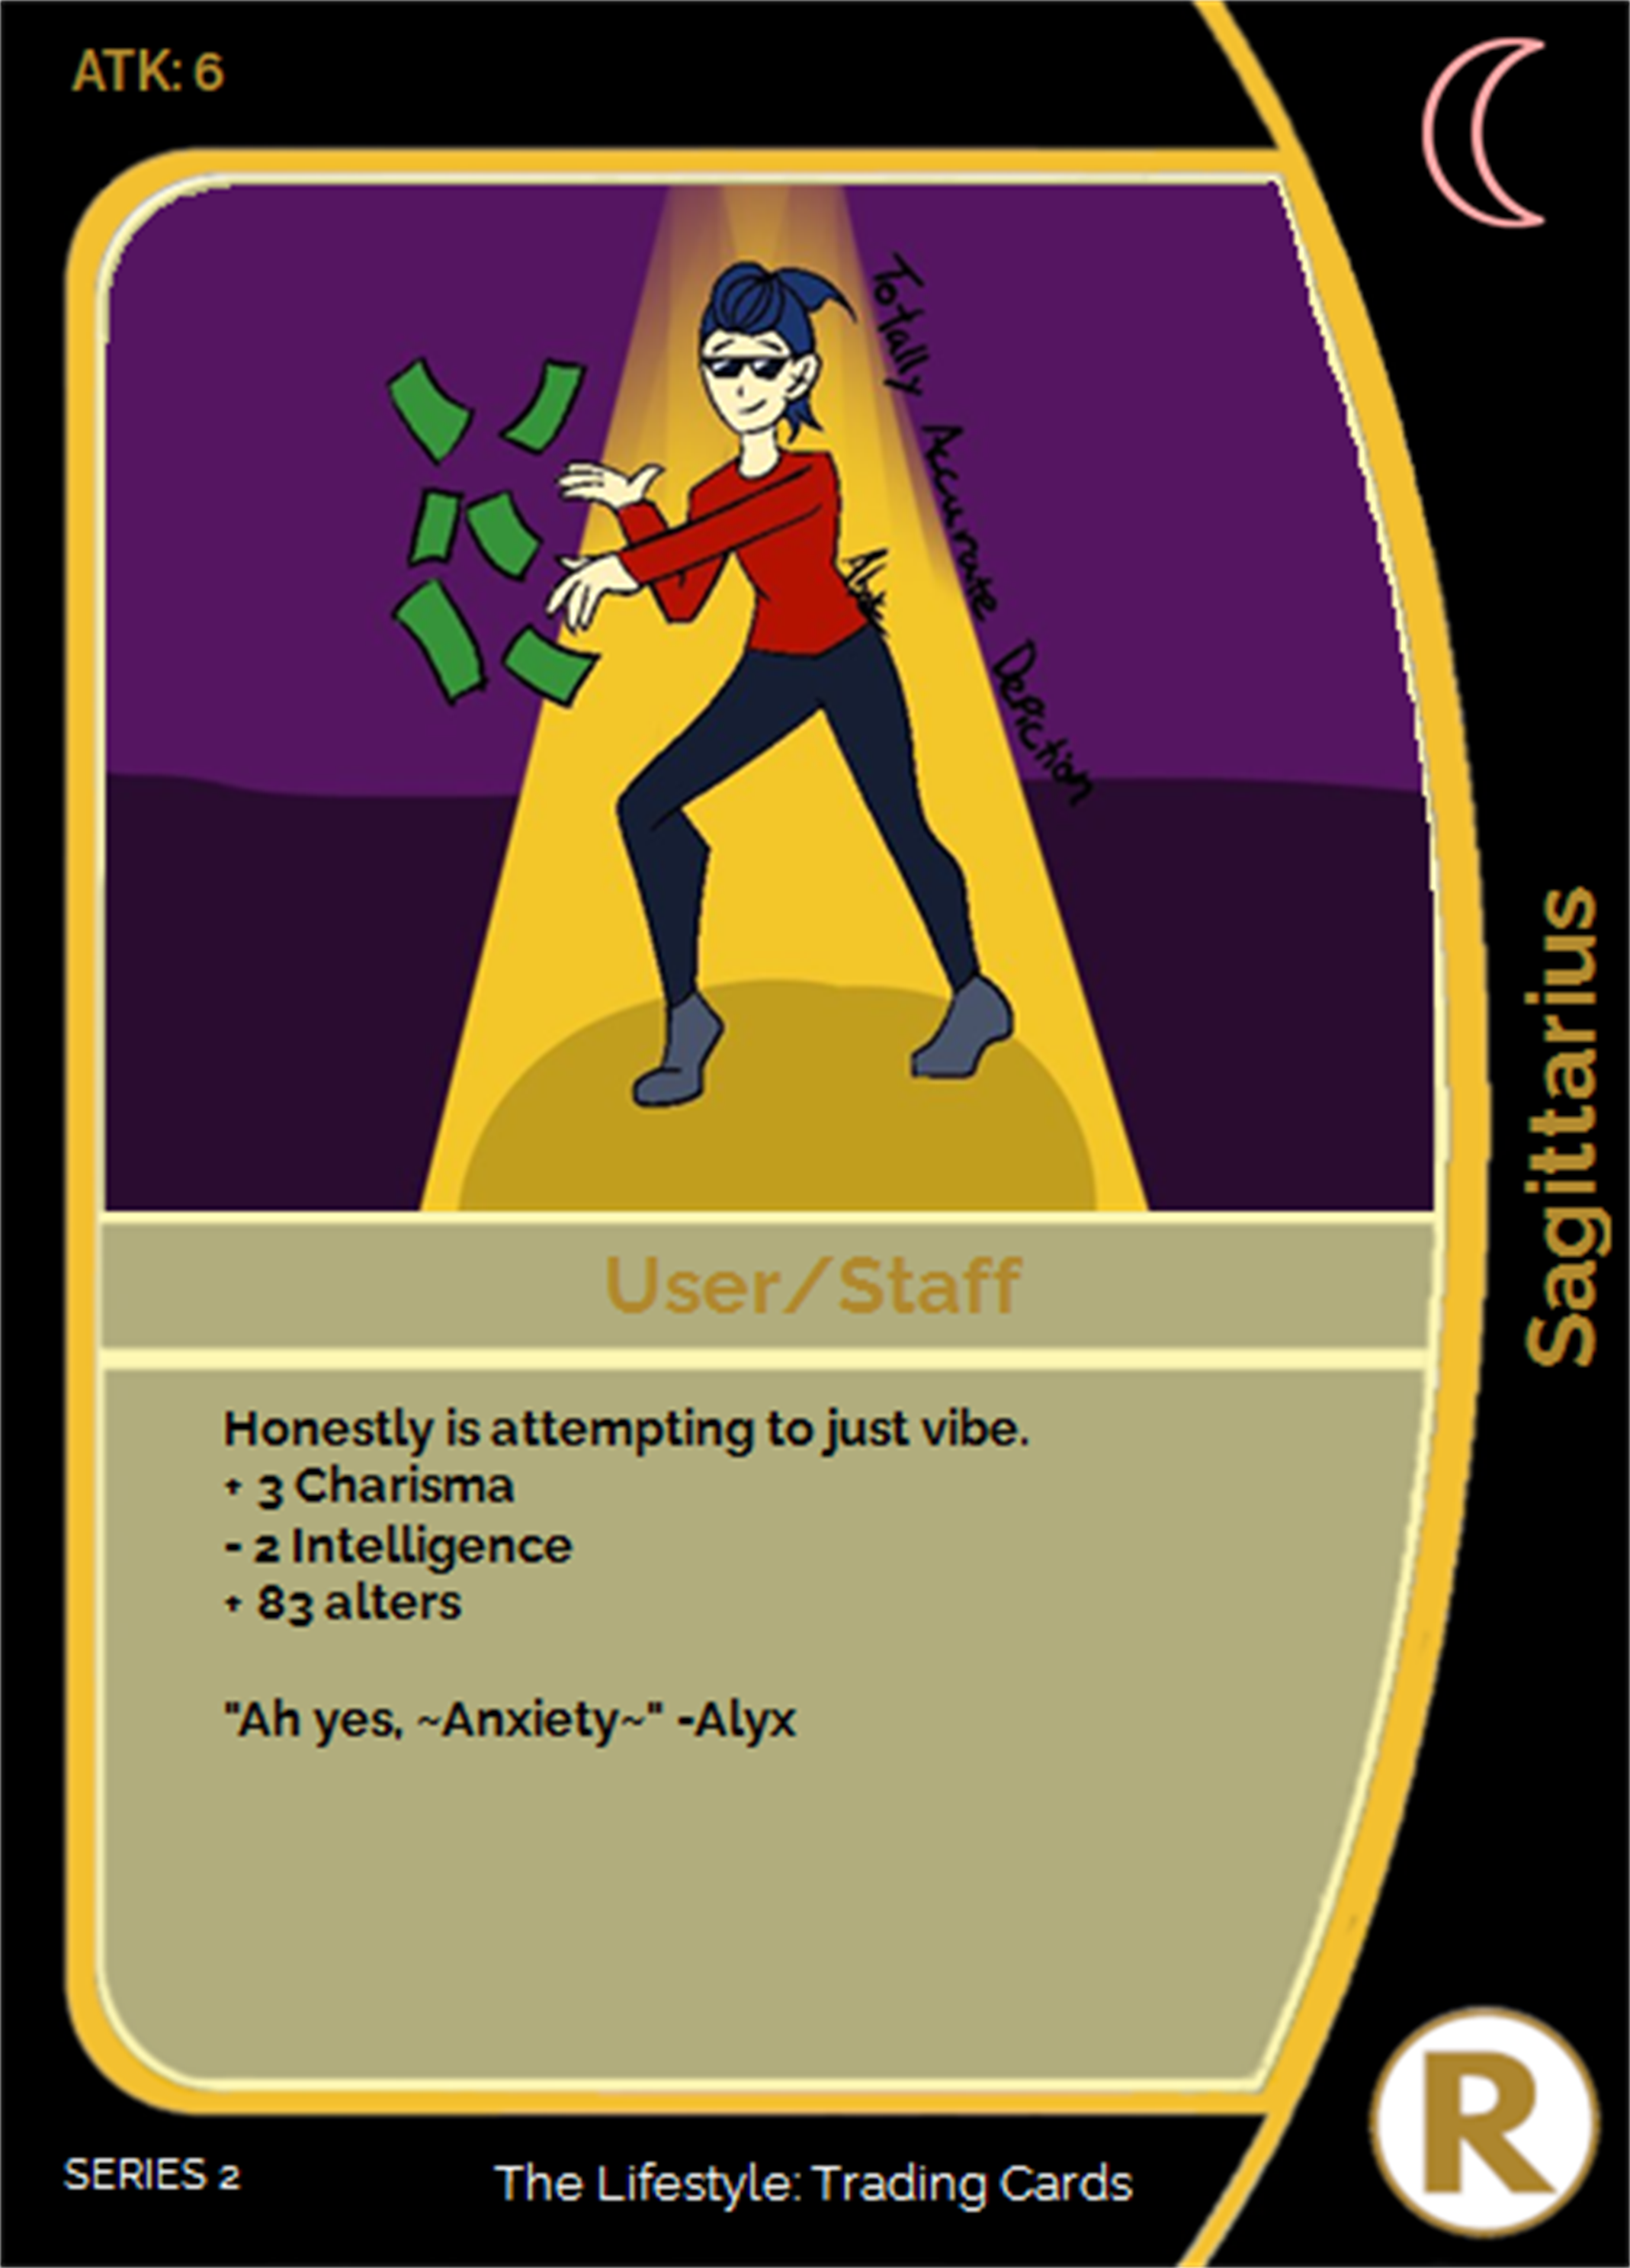 ATK: 6
Totally Accurate Depiction
Sagittarius
User/Staff
Honestly is attempting to just vibe.
+ 3 Charisma
- 2 Intelligence
+ 83 alters
"Ah yes, ~Anxiety~" -Alyx
SERIES 2
The Lifestyle: Trading Cards
R